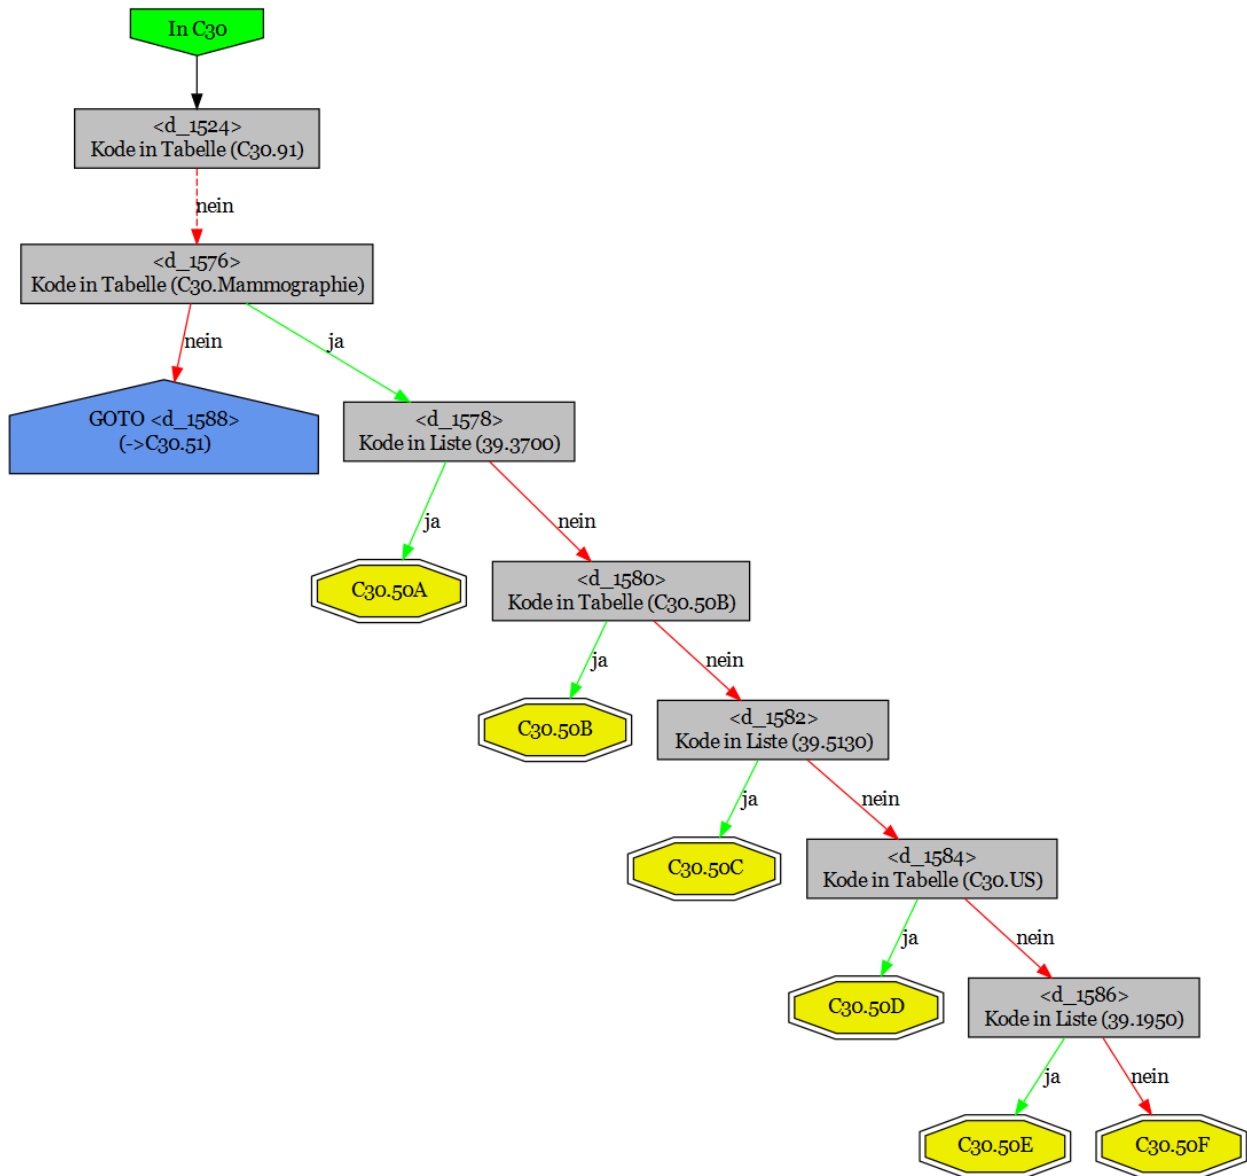 In C30
<d_1524>
Kode in Tabelle (C30.91)
nein
<d_1576>
Kode in Tabelle (C30.Mammographie)
nein
ja
GOTO <d_1588>
(->C30.51)
<d_1578>
Kode in Liste (39.3700)
ja
nein
C30.50A
<d_1580>
Kode in Tabelle (C30.50B)
ja
nein
C30.50B
<d_1582>
Kode in Liste (39.5130)
ja
nein
C30.50C
<d_1584>
Kode in Tabelle (C30.US)
ja
nein
C30.50D
<d_1586>
Kode in Liste (39.1950)
ja
nein
C30.50E
C30.50F